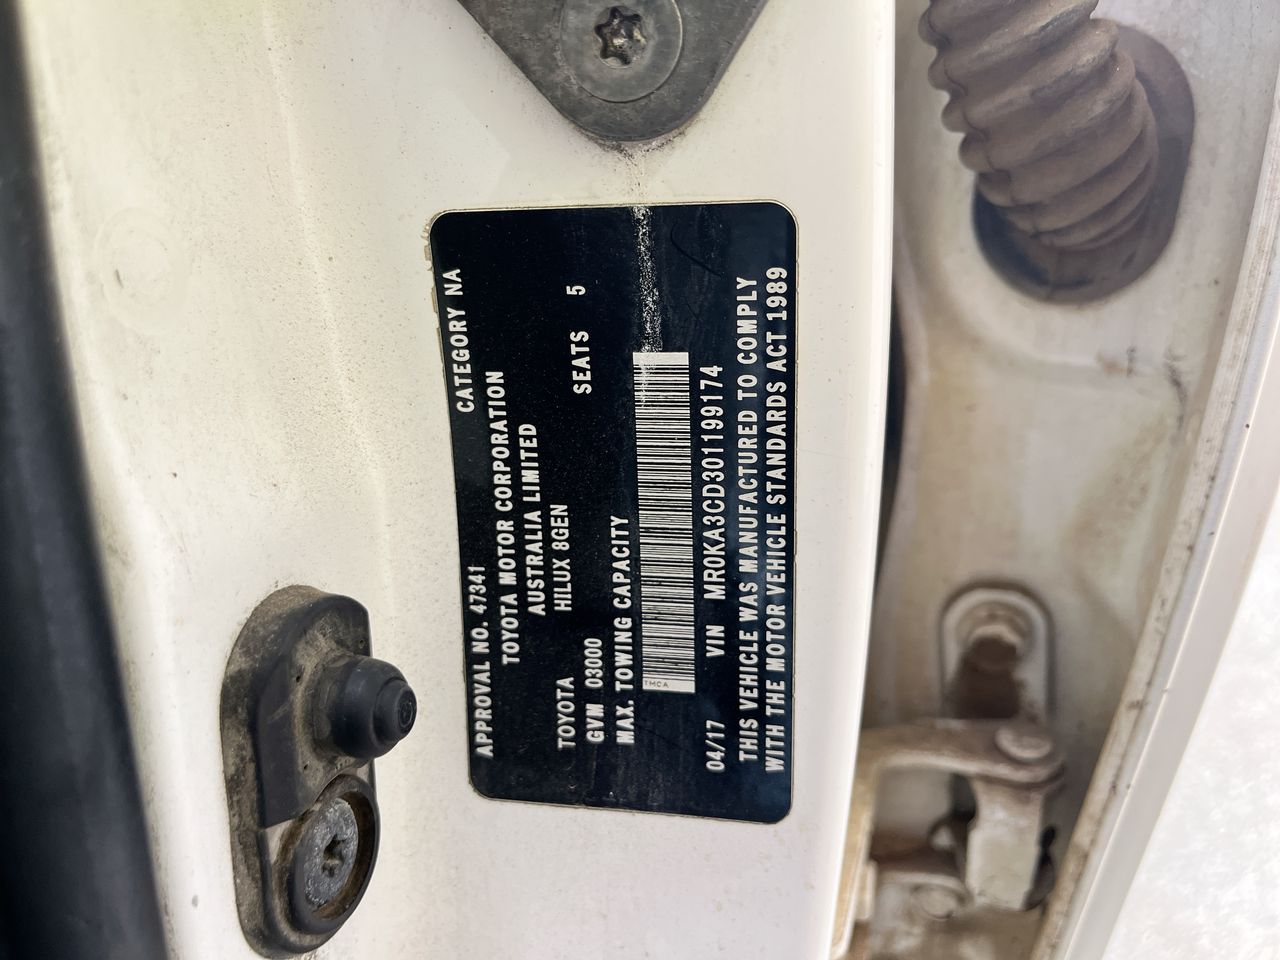 APPROVAL NO. 47341 CATEGORY NA
TOYOTA MOTOR CORPORATION
AUSTRALIA LIMITED
TOYOTA HILUX 8GEN
GVM 03000 SEATS 5
MAX. TOWING CAPACITY
TMCA
04/17 VIN MR0KA3CD301199174
THIS VEHICLE WAS MANUFACTURED TO COMPLY
WITH THE MOTOR VEHICLE STANDARDS ACT 1989